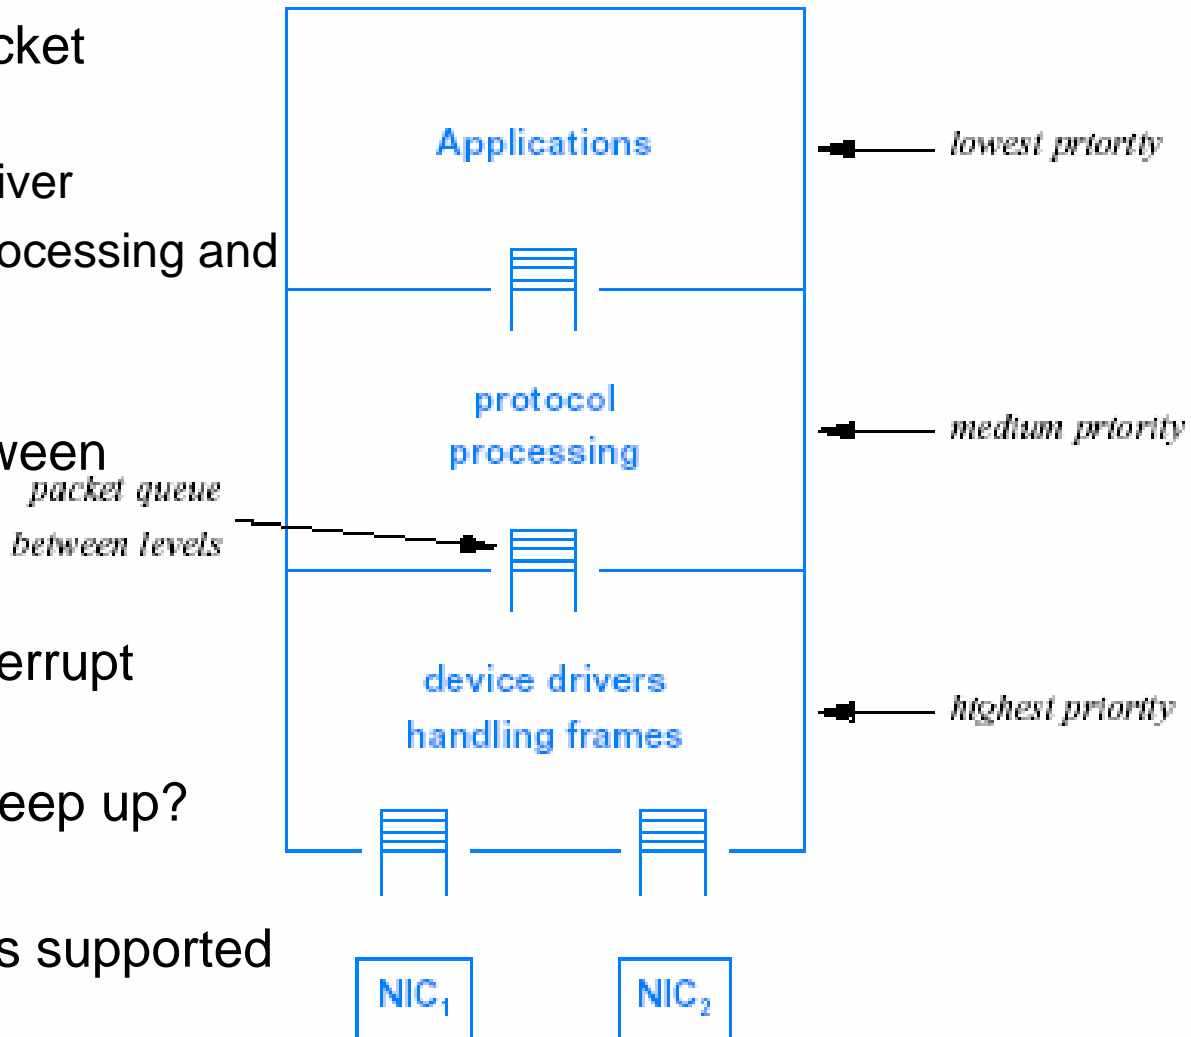 cket
iver
ocessing and
ween
errupt
eep up?
s supported
packet queue
between levels
Applications
protocol
processing
device drivers
handling frames
NIC1
NIC2
lowest priority
medium priority
highest priority